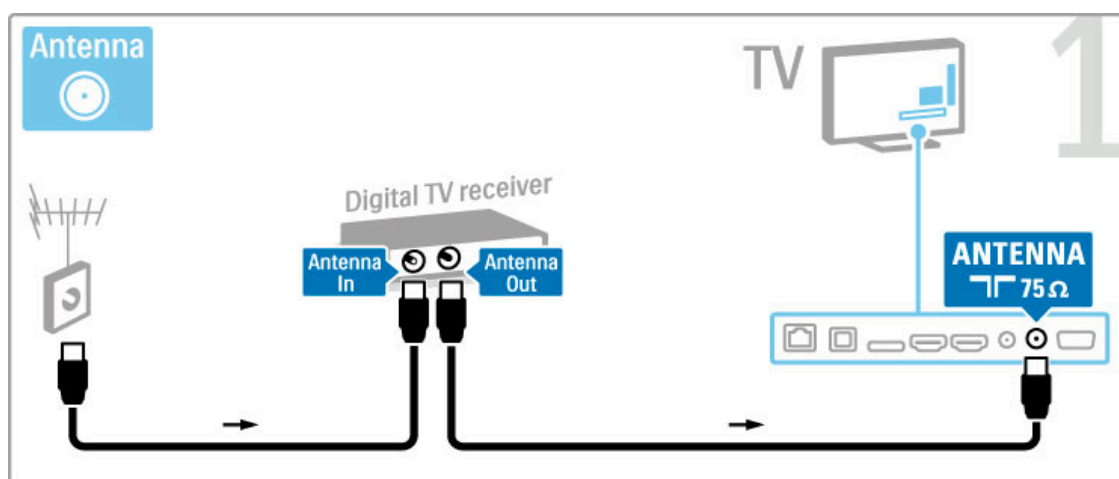 Antenna
TV
1
Digital TV receiver
Antenna
In
Antenna
Out
ANTENNA
75 Ω